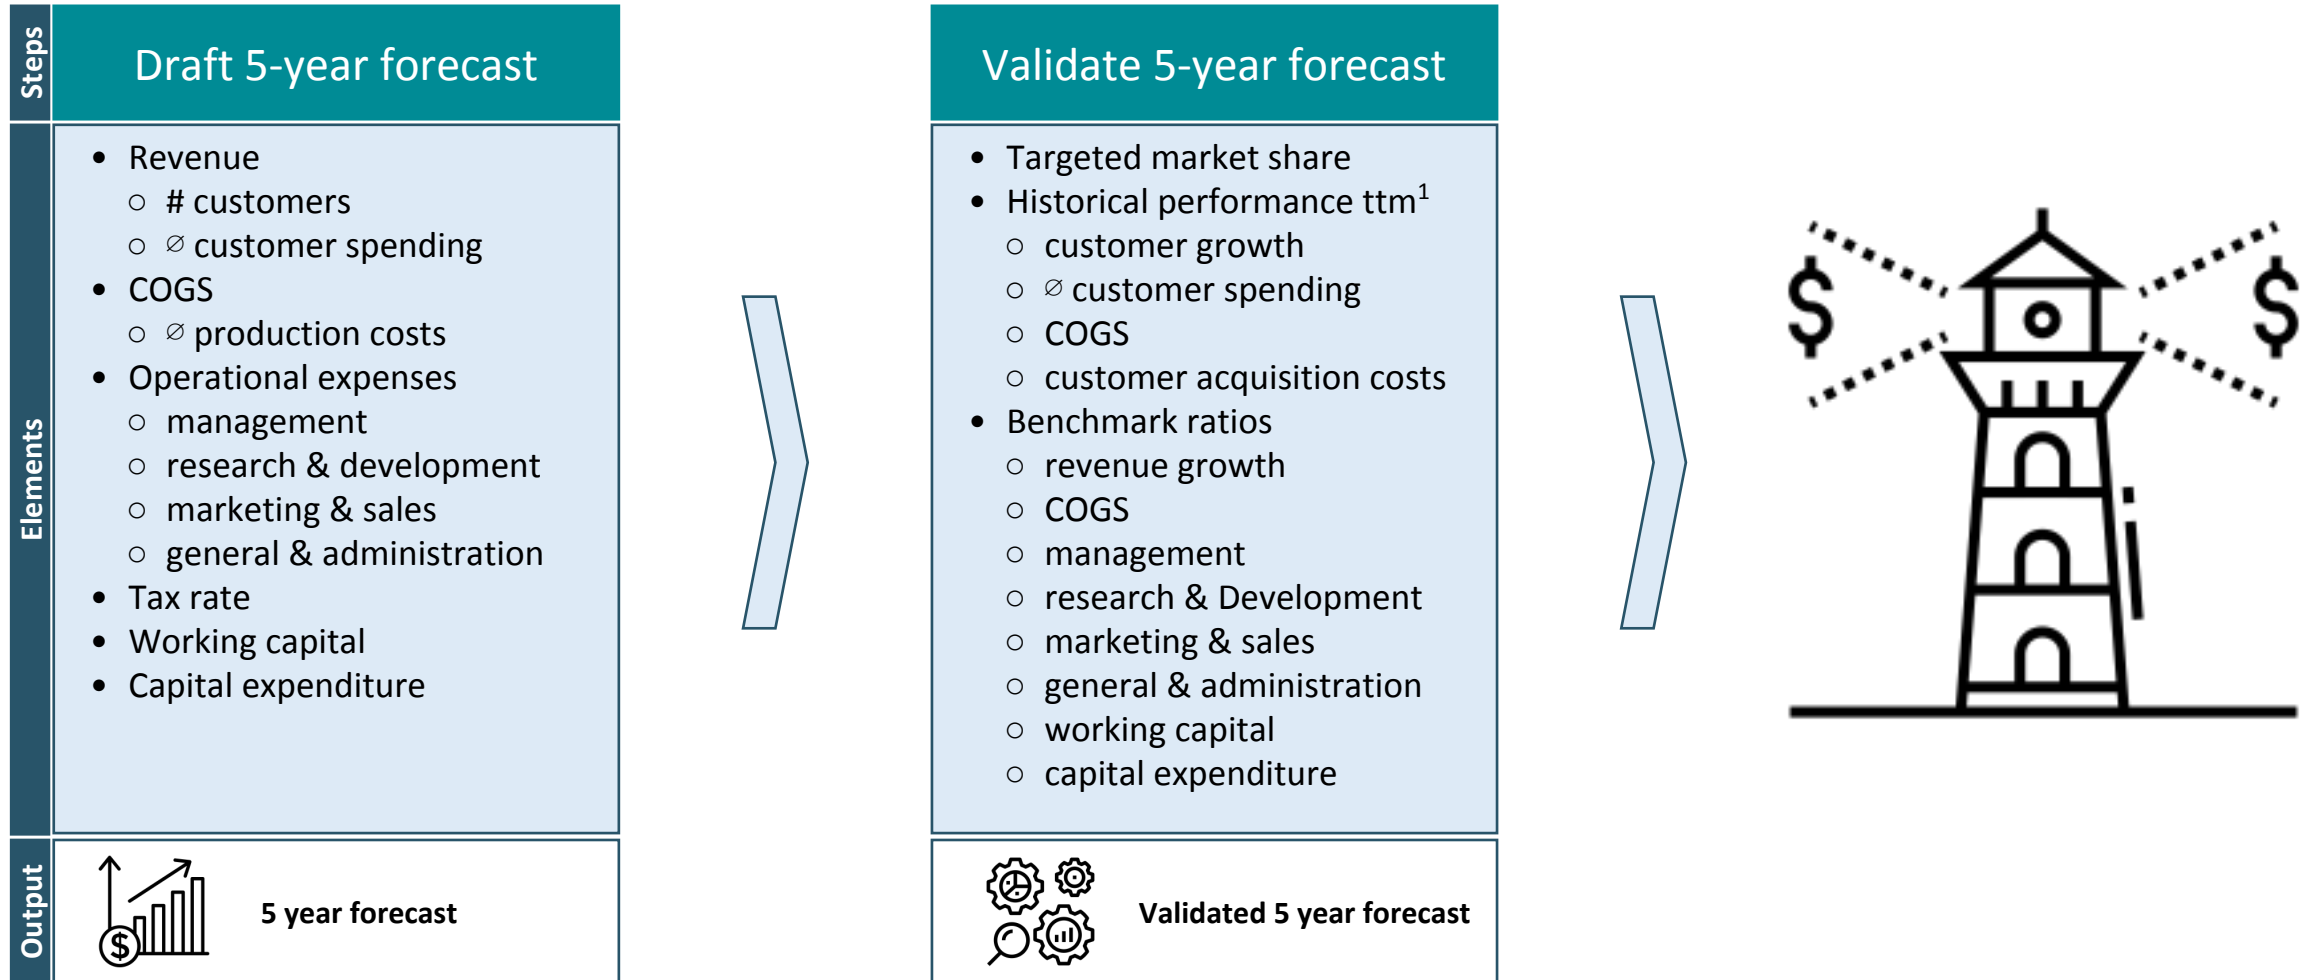 Steps
Draft 5-year forecast
Validate 5-year forecast
Elements
• Revenue
○ # customers
○ ∅ customer spending
• COGS
○ ∅ production costs
• Operational expenses
○ management
○ research & development
○ marketing & sales
○ general & administration
• Tax rate
• Working capital
• Capital expenditure
• Targeted market share
• Historical performance ttm¹
○ customer growth
○ ∅ customer spending
○ COGS
○ customer acquisition costs
• Benchmark ratios
○ revenue growth
○ COGS
○ management
○ research & Development
○ marketing & sales
○ general & administration
○ working capital
○ capital expenditure
$ $
Output
$
5 year forecast
Validated 5 year forecast